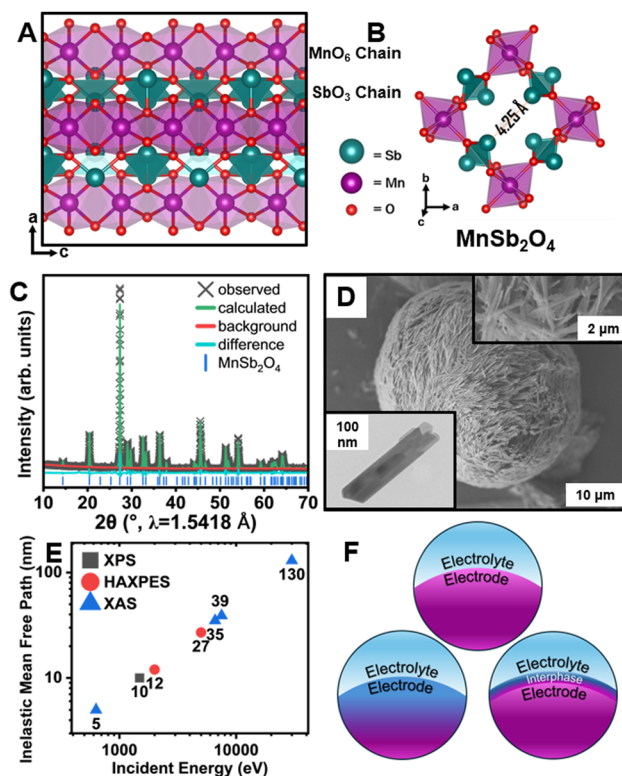 A
B
MnO₆ Chain
SbO₃ Chain
4.25 Å
= Sb
= Mn
= O
a
c
b
a
c
MnSb₂O₄
C
observed
calculated
background
difference
MnSb₂O₄
Intensity (arb. units)
10 20 30 40 50 60 70
2θ (°, λ=1.5418 Å)
D
2 µm
100
nm
10 µm
E
XPS
HAXPES
XAS
Inelastic Mean Free Path (nm)
100
10
130
39
35
27
12
10
5
1000 10000
Incident Energy (eV)
F
Electrolyte
Electrode
Electrolyte
Electrode
Electrolyte
Interphase
Electrode